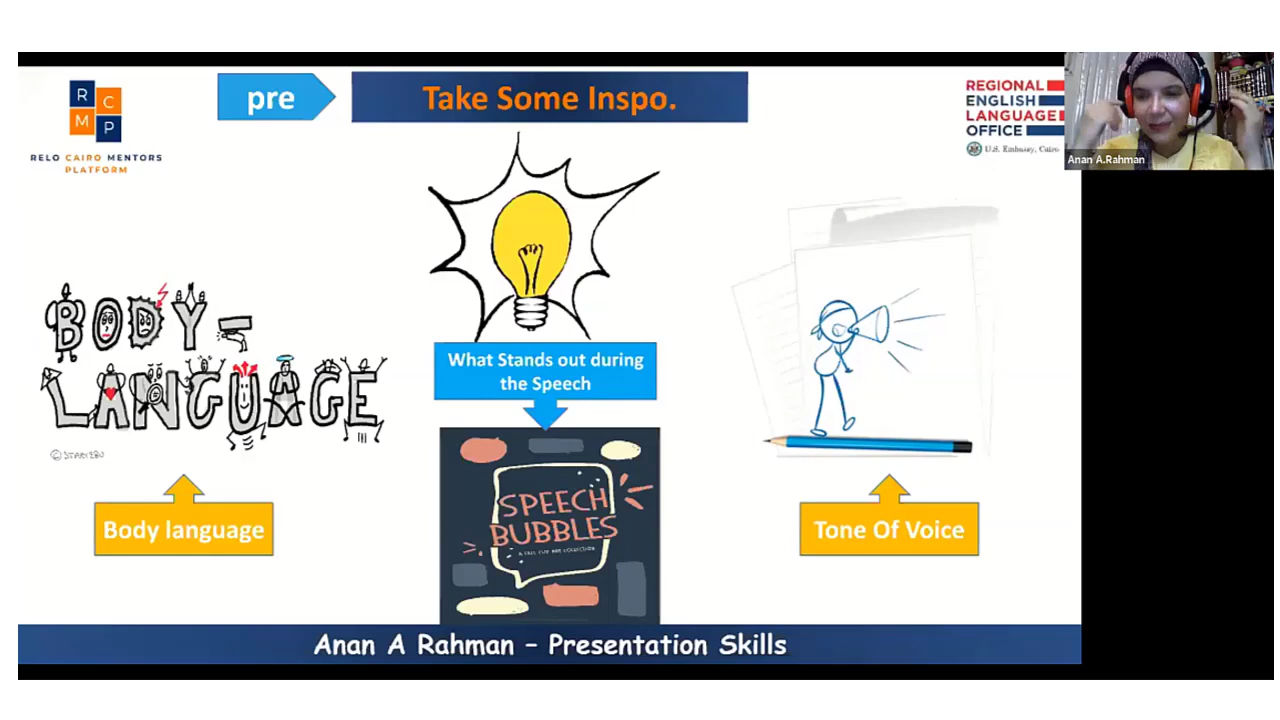 R
C
M
P
RELO CAIRO MENTORS
PLATFORM
pre
Take Some Inspo.
REGIONAL
ENGLISH
LANGUAGE
OFFICE
U.S. Embassy, Cairo
Anan A.Rahman
BODY-
LANGUAGE
Body language
What Stands out during
the Speech
SPEECH
BUBBLES
Tone Of Voice
Anan A Rahman – Presentation Skills